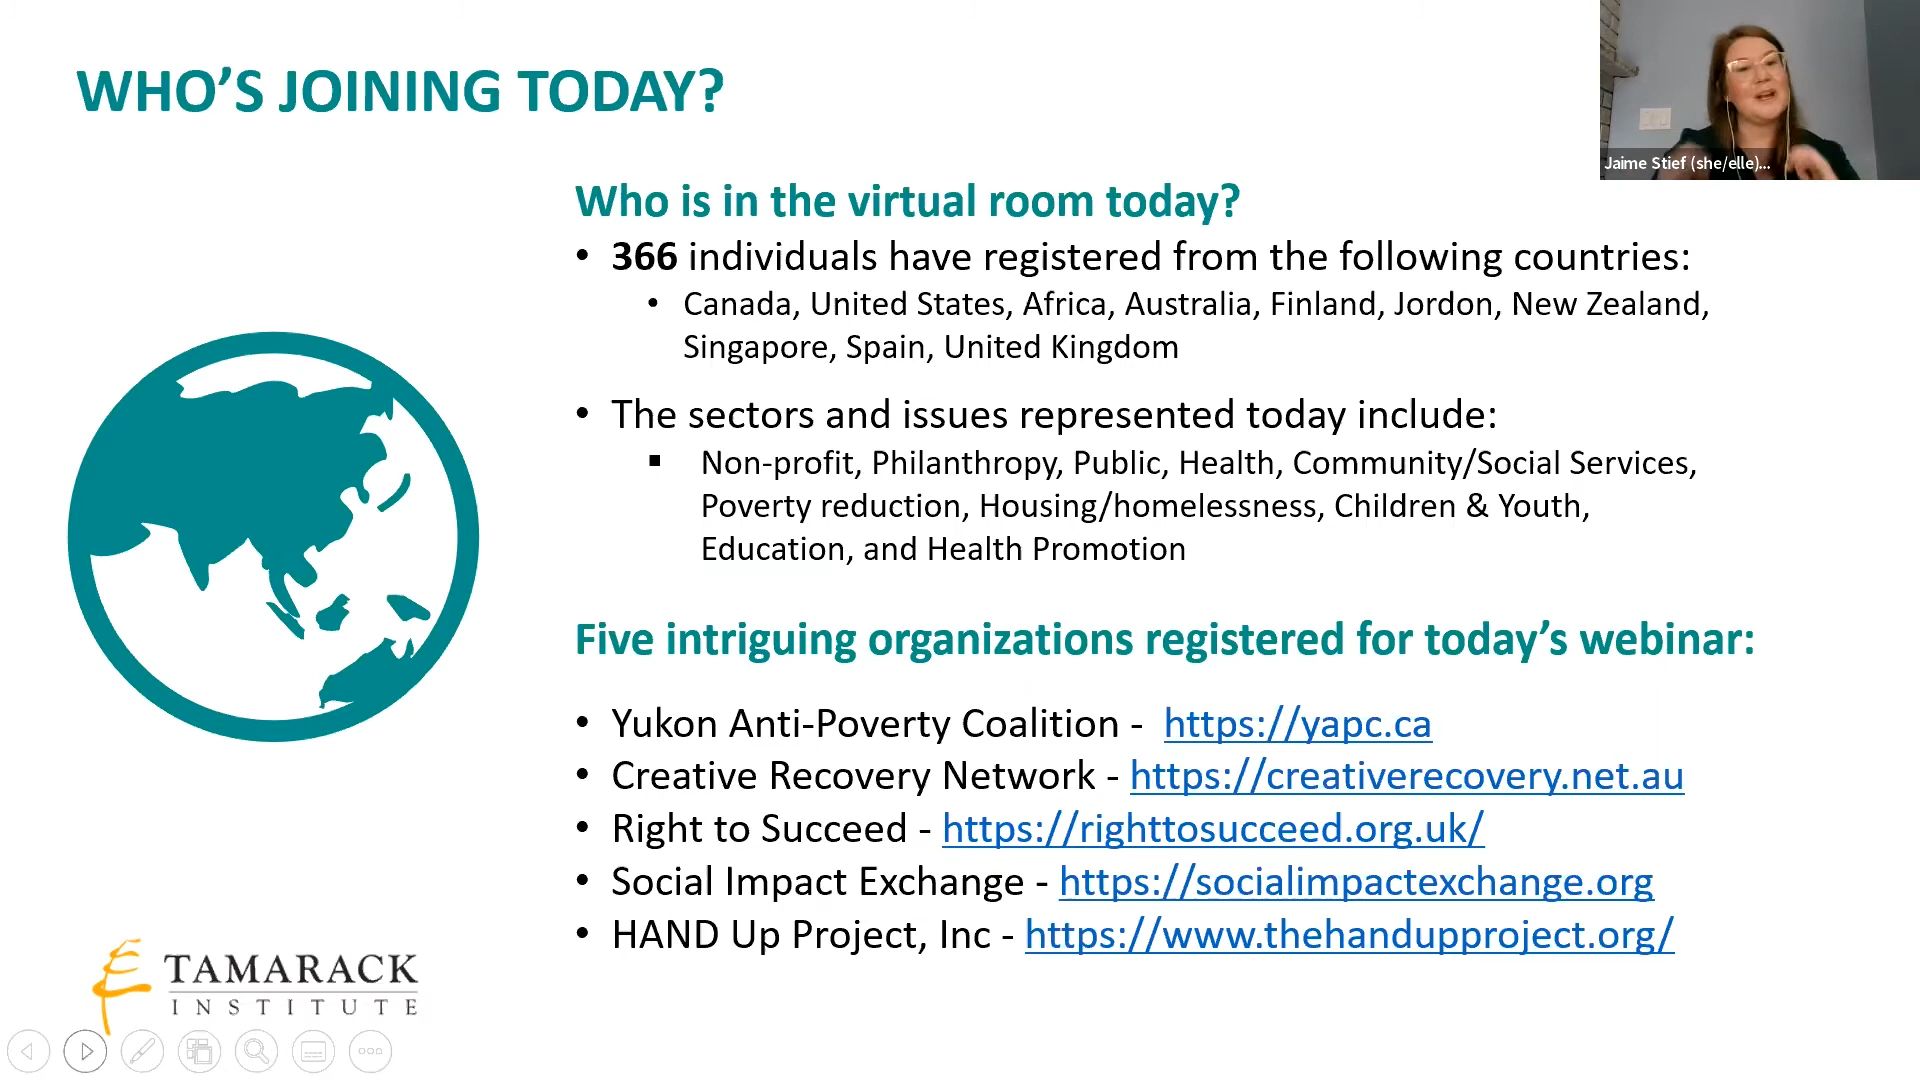 WHO’S JOINING TODAY?
Jaime Stief (she/elle)...
Who is in the virtual room today?
• 366 individuals have registered from the following countries:
• Canada, United States, Africa, Australia, Finland, Jordon, New Zealand,
Singapore, Spain, United Kingdom
• The sectors and issues represented today include:
▪ Non-profit, Philanthropy, Public, Health, Community/Social Services,
Poverty reduction, Housing/homelessness, Children & Youth,
Education, and Health Promotion
Five intriguing organizations registered for today’s webinar:
• Yukon Anti-Poverty Coalition - https://yapc.ca
• Creative Recovery Network - https://creativerecovery.net.au
• Right to Succeed - https://righttosucceed.org.uk/
• Social Impact Exchange - https://socialimpactexchange.org
• HAND Up Project, Inc - https://www.thehandupproject.org/
TAMARACK
INSTITUTE